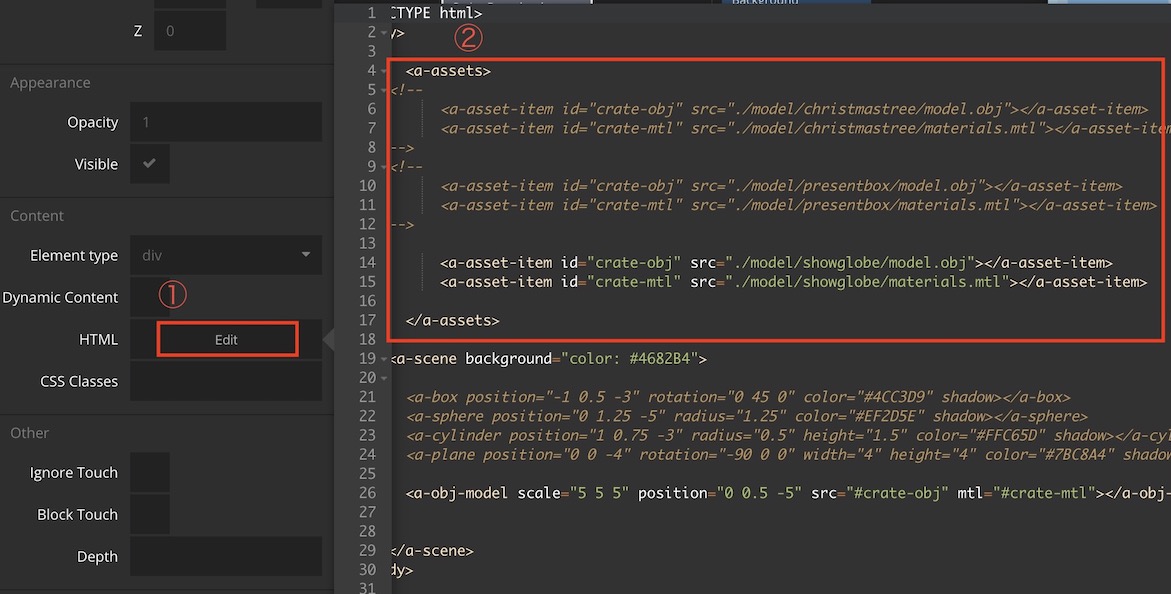 Background
Z 0
Appearance
Opacity 1
Visible
Content
Element type div
Dynamic Content ①
HTML Edit
CSS Classes
Other
Ignore Touch
Block Touch
Depth
②
1 CTYPE html>
2 y>
3
4 <a-assets>
5 <!--
6 <a-asset-item id="crate-obj" src="./model/christmastree/model.obj"></a-asset-item>
7 <a-asset-item id="crate-mtl" src="./model/christmastree/materials.mtl"></a-asset-item
8 -->
9 <!--
10 <a-asset-item id="crate-obj" src="./model/presentbox/model.obj"></a-asset-item>
11 <a-asset-item id="crate-mtl" src="./model/presentbox/materials.mtl"></a-asset-item>
12 -->
13
14 <a-asset-item id="crate-obj" src="./model/showglobe/model.obj"></a-asset-item>
15 <a-asset-item id="crate-mtl" src="./model/showglobe/materials.mtl"></a-asset-item>
16
17 </a-assets>
18
19 <a-scene background="color: #4682B4">
20
21 <a-box position="-1 0.5 -3" rotation="0 45 0" color="#4CC3D9" shadow></a-box>
22 <a-sphere position="0 1.25 -5" radius="1.25" color="#EF2D5E" shadow></a-sphere>
23 <a-cylinder position="1 0.75 -3" radius="0.5" height="1.5" color="#FFC65D" shadow></a-cyl
24 <a-plane position="0 0 -4" rotation="-90 0 0" width="4" height="4" color="#7BC8A4" shadow
25
26 <a-obj-model scale="5 5 5" position="0 0.5 -5" src="#crate-obj" mtl="#crate-mtl"></a-obj-
27
28
29 </a-scene>
30 dy>
31